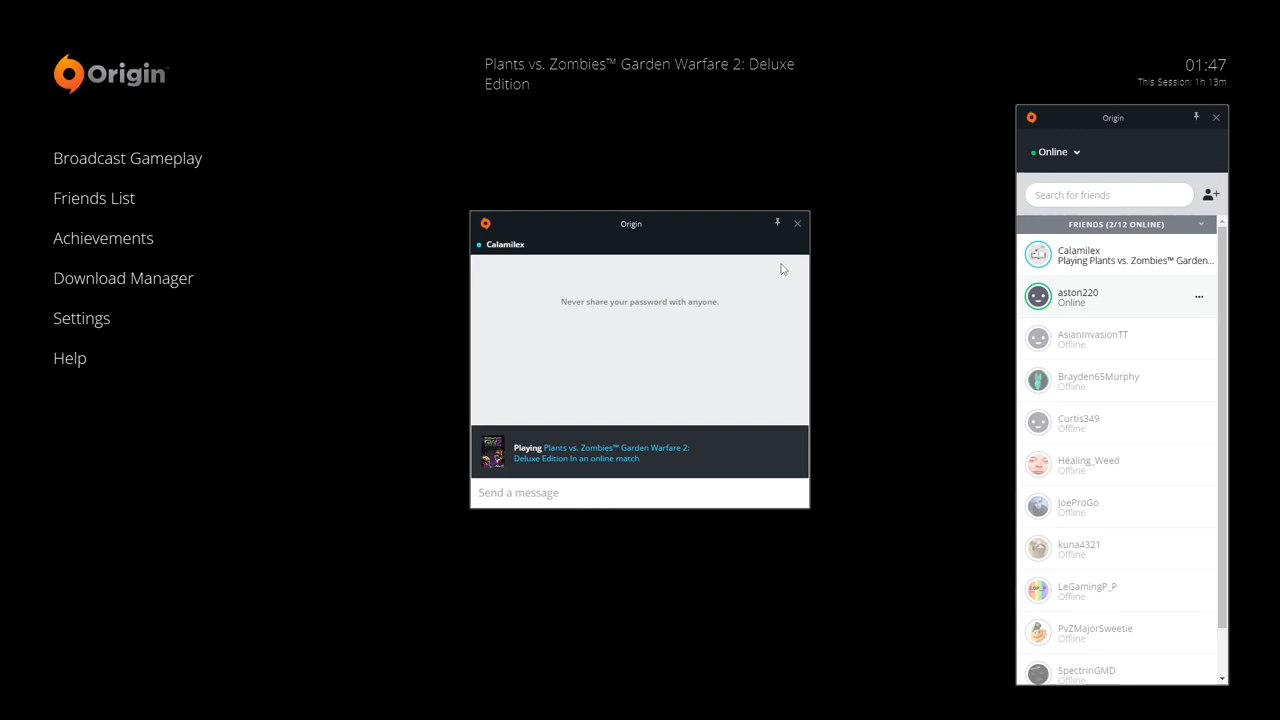 Origin™
Plants vs. Zombies™ Garden Warfare 2: Deluxe
Edition
01:47
This Session: 1h 13m
Broadcast Gameplay
Friends List
Achievements
Download Manager
Settings
Help
Origin
Calamilex
Never share your password with anyone.
Playing Plants vs. Zombies™ Garden Warfare 2:
Deluxe Edition In an online match
Send a message
Origin
Online
Search for friends
FRIENDS (2/12 ONLINE)
Calamilex
Playing Plants vs. Zombies™ Garden...
aston220
Online
AsianInvasionTT
Offline
Brayden65Murphy
Offline
Curtis349
Offline
Healing_Weed
Offline
JoeProGo
Offline
kuna4321
Offline
LeGamingP_P
Offline
PvZMajorSweetie
Offline
SpectrinGMD
Offline